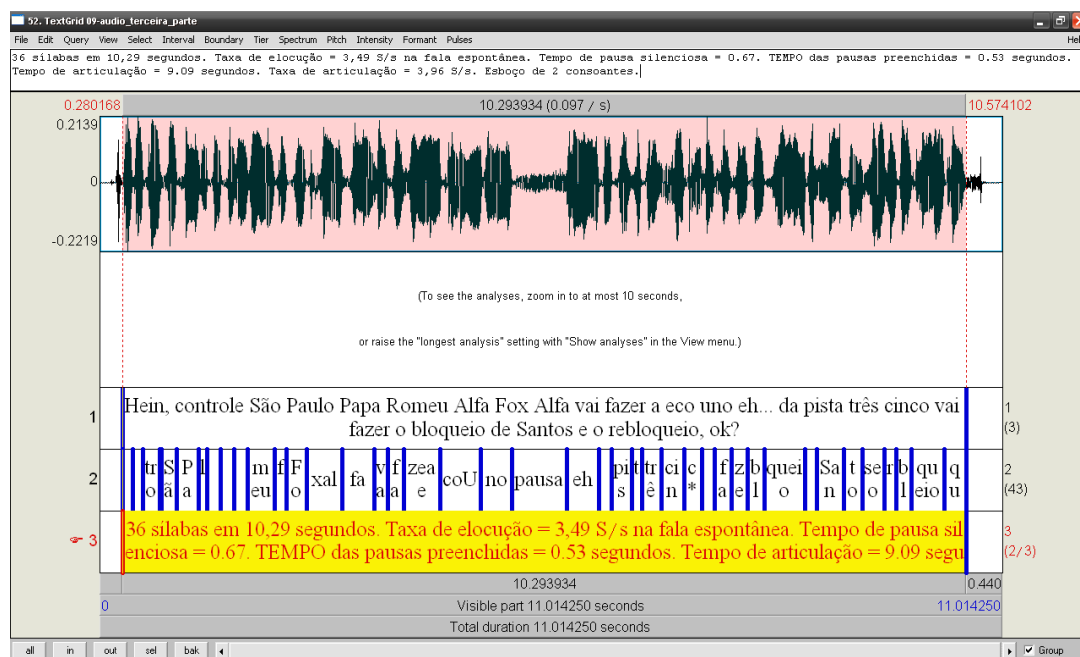 52. TextGrid 09-audio_terceira_parte
File Edit Query View Select Interval Boundary Tier Spectrum Pitch Intensity Formant Pulses Hel
36 sílabas em 10,29 segundos. Taxa de elocução = 3,49 S/s na fala espontânea. Tempo de pausa silenciosa = 0.67. TEMPO das pausas preenchidas = 0.53 segundos.
Tempo de articulação = 9.09 segundos. Taxa de articulação = 3,96 S/s. Esboço de 2 consoantes.
0.280168 10.293934 (0.097 / s) 10.574102
0.2139
0
-0.2219
(To see the analyses, zoom in to at most 10 seconds,
or raise the "longest analysis" setting with "Show analyses" in the View menu.)
1 Hein, controle São Paulo Papa Romeu Alfa Fox Alfa vai fazer a eco uno eh... da pista três cinco vai 1
fazer o bloqueio de Santos e o rebloqueio, ok? (3)
tr S P l m f F v f zea pi t tr ci c f z b quei Sa t se r b qu q
2 xal fa coU no pausa eh 2
o ã a eu o a a e s ê n * a e l o n o o l eio u (43)
3 36 sílabas em 10,29 segundos. Taxa de elocução = 3,49 S/s na fala espontânea. Tempo de pausa sil 3
enciosa = 0.67. TEMPO das pausas preenchidas = 0.53 segundos. Tempo de articulação = 9.09 segu (2/3)
10.293934 0.440
0 Visible part 11.014250 seconds 11.014250
Total duration 11.014250 seconds
all in out sel bak Group